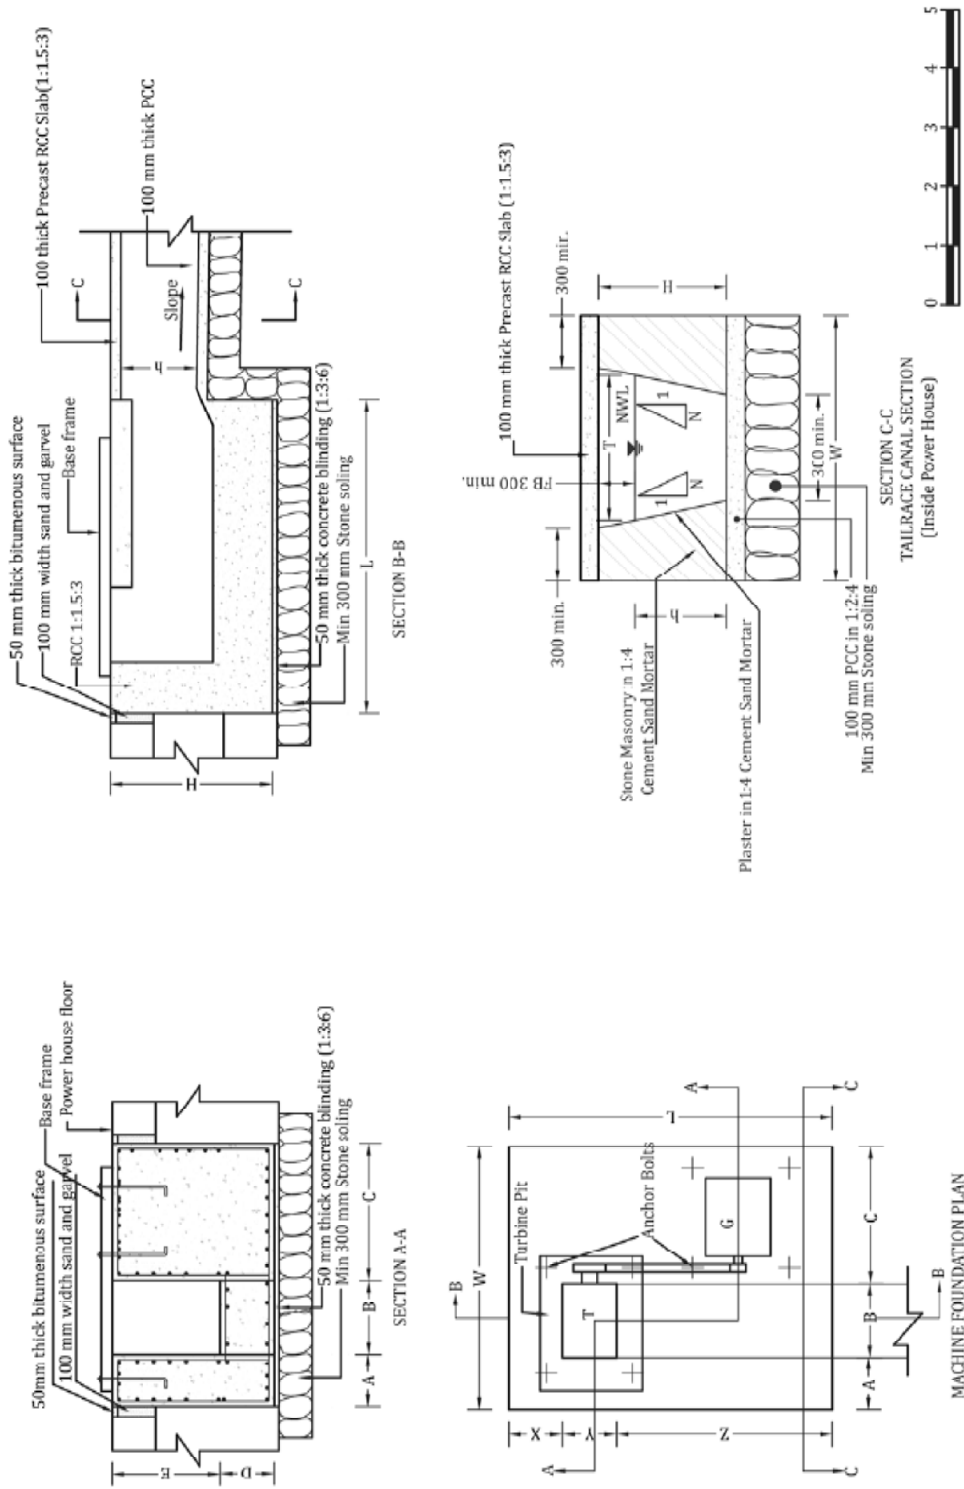 50mm thick bitumenous surface
100 mm width sand and garvel
Base frame
Power house floor
E
D
A
B
C
50 mm thick concrete blinding (1:3:6)
Min 300 mm Stone soling
SECTION A-A
50 mm thick bitumenous surface
100 mm width sand and garvel
RCC 1:1.5:3
Base frame
100 thick Precast RCC Slab(1:1.5:3)
100 mm thick PCC
C
C
Slope
h
H
L
50 mm thick concrete blinding (1:3:6)
Min 300 mm Stone soling
SECTION B-B
B
W
Turbine Pit
Anchor Bolts
T
G
A
A
L
X
Y
Z
A
B
C
C
C
B
MACHINE FOUNDATION PLAN
100 mm thick Precast RCC Slab (1:1.5:3)
300 min.
300 mir.
FB 300 min.
T
NWL
1
N
1
N
h
H
300 min.
W
Stone Masonry in 1:4
Cement Sand Mortar
Plaster in 1:4 Cement Sand Mortar
100 mm PCC in 1:2:4
Min 300 mm Stone soling
SECTION C-C
TAILRACE CANAL SECTION
(Inside Power House)
0 1 2 3 4 5